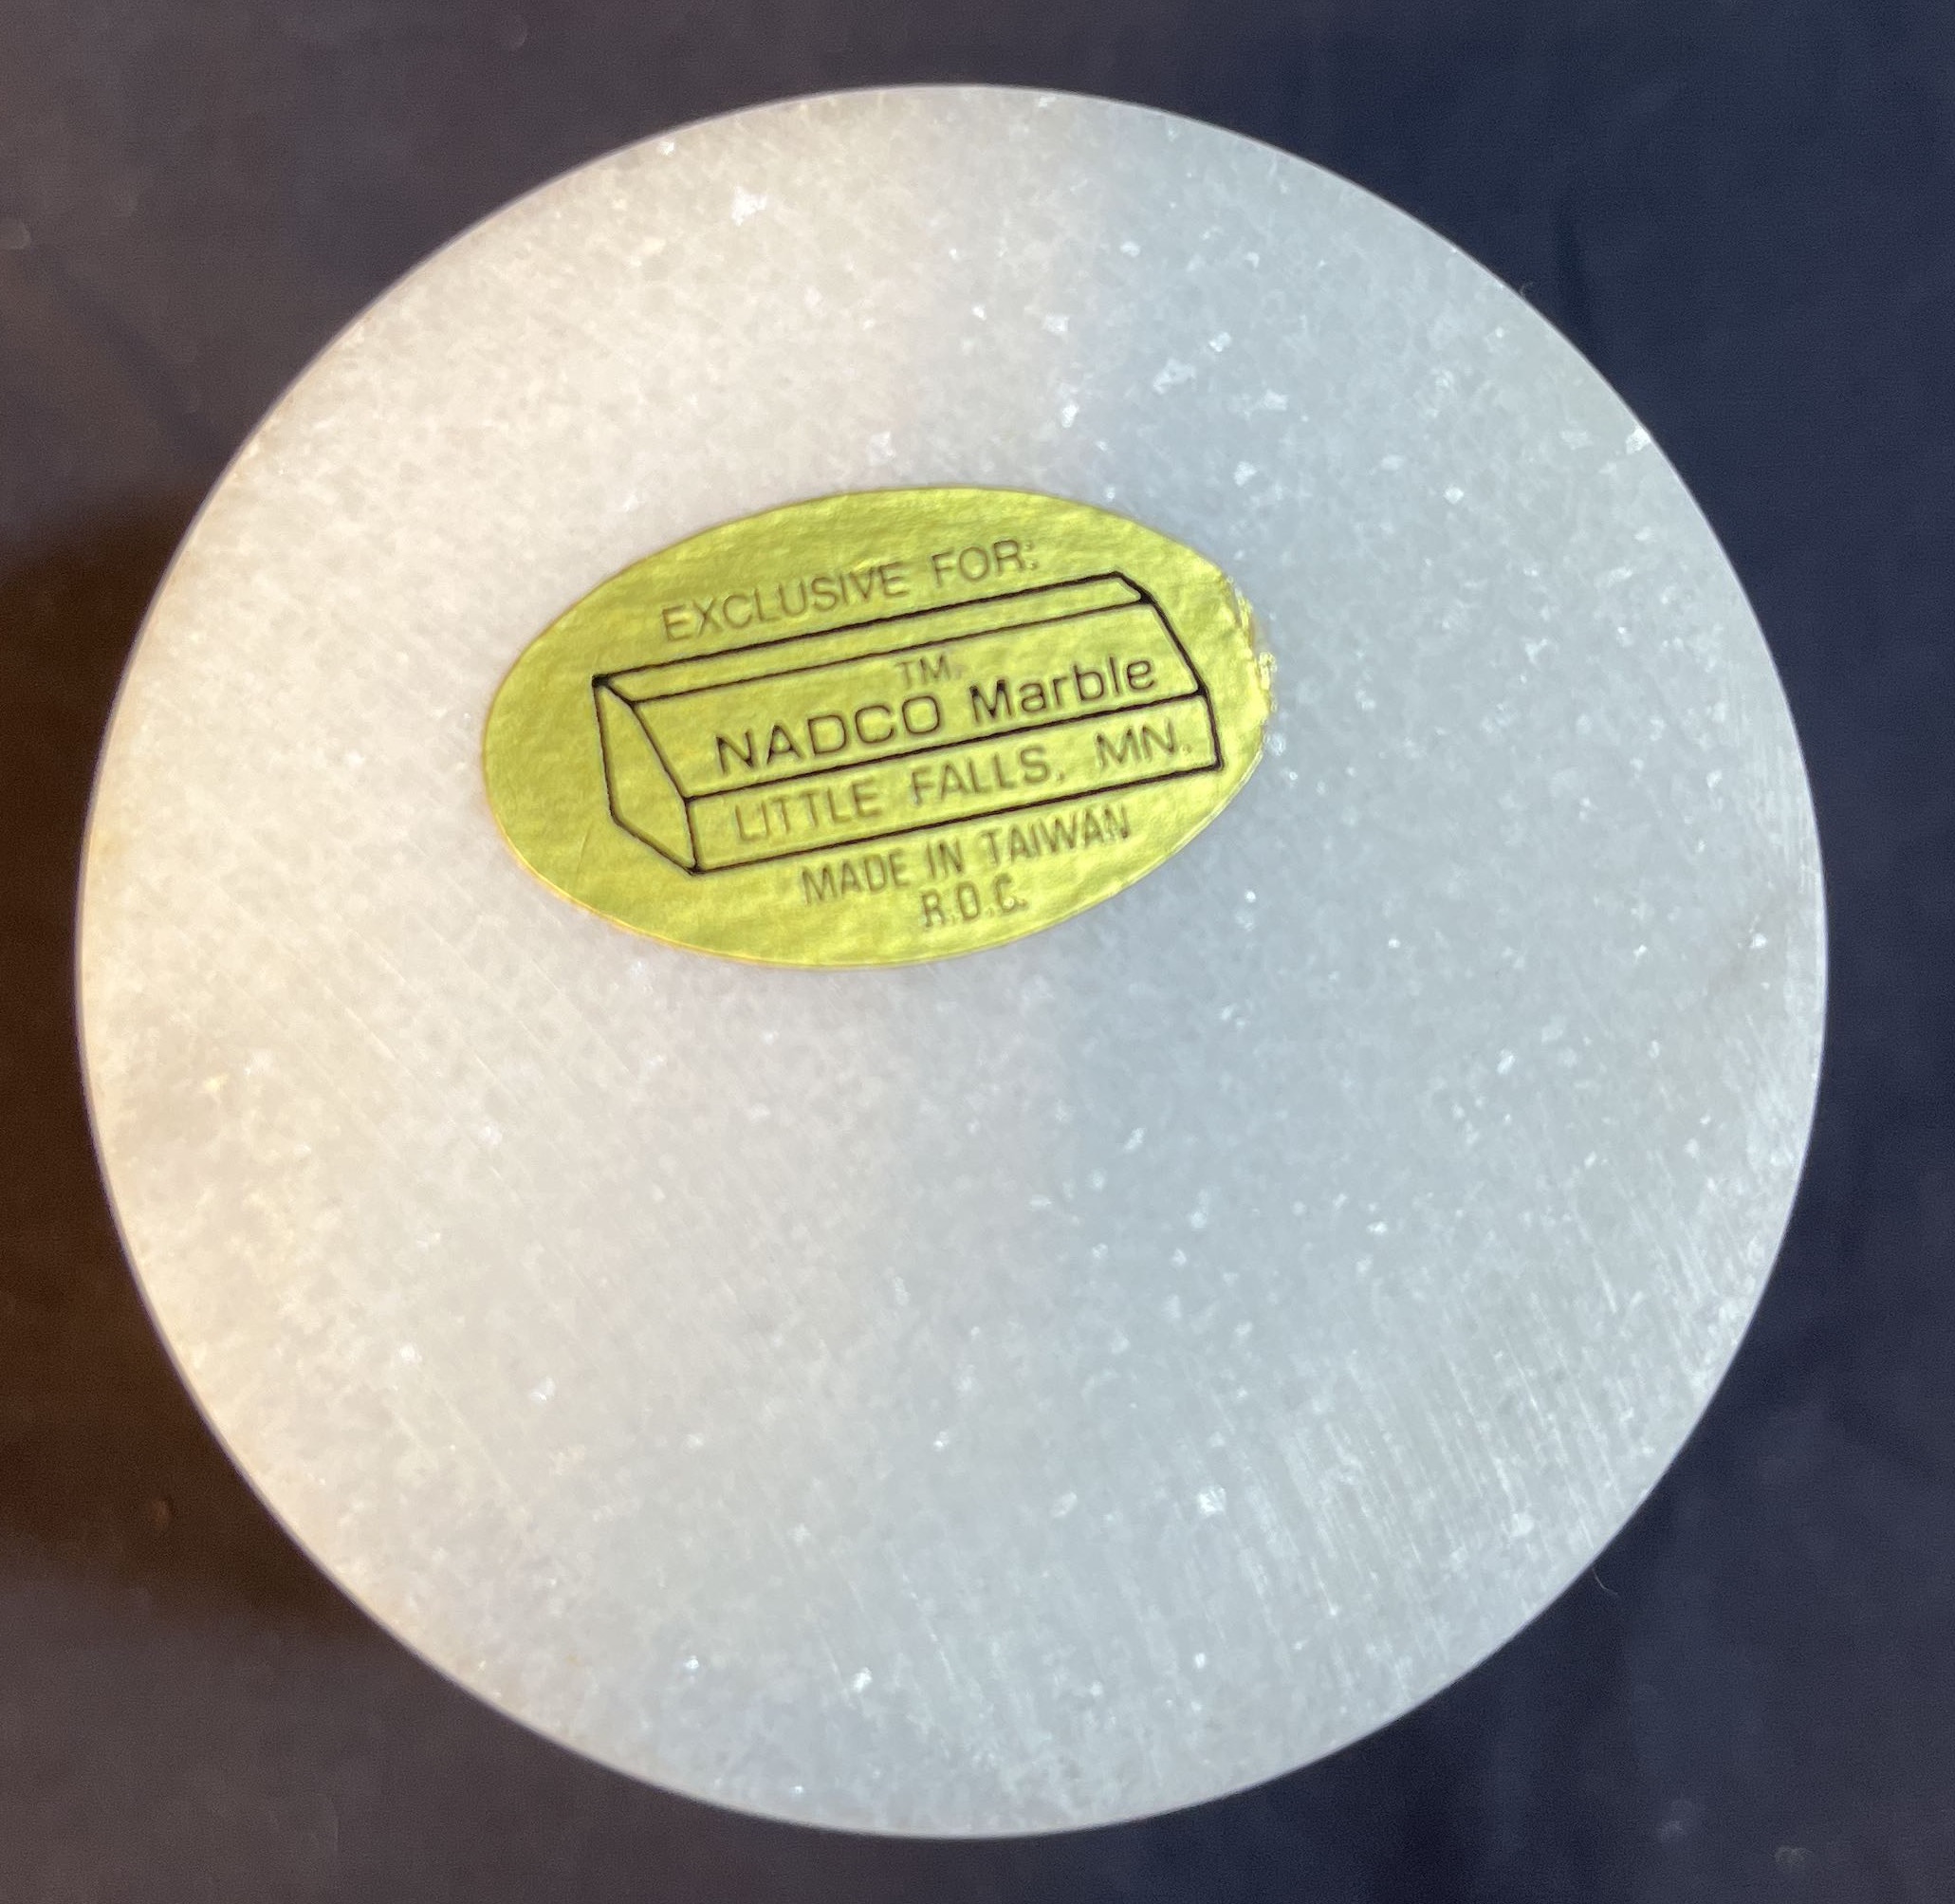 EXCLUSIVE FOR:
TM.
NADCO Marble
LITTLE FALLS, MN.
MADE IN TAIWAN
R.O.C.